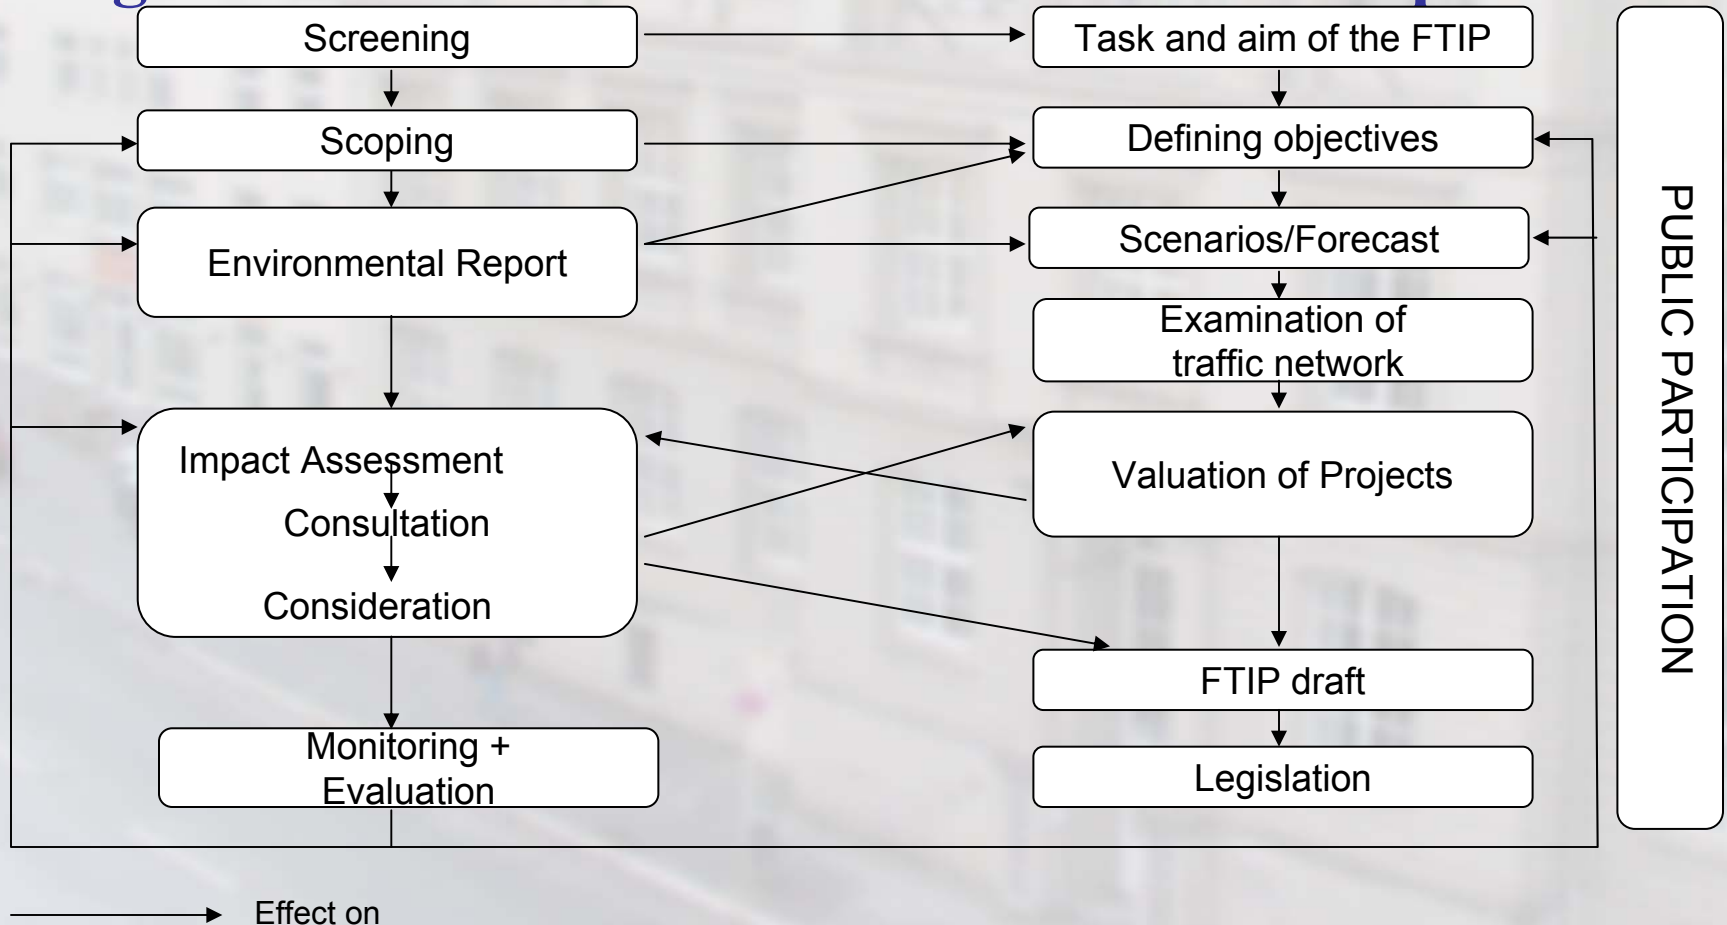 Screening
Scoping
Environmental Report
Impact Assessment
Consultation
Consideration
Monitoring +
Evaluation
Task and aim of the FTIP
Defining objectives
Scenarios/Forecast
Examination of
traffic network
Valuation of Projects
FTIP draft
Legislation
PUBLIC PARTICIPATION
Effect on